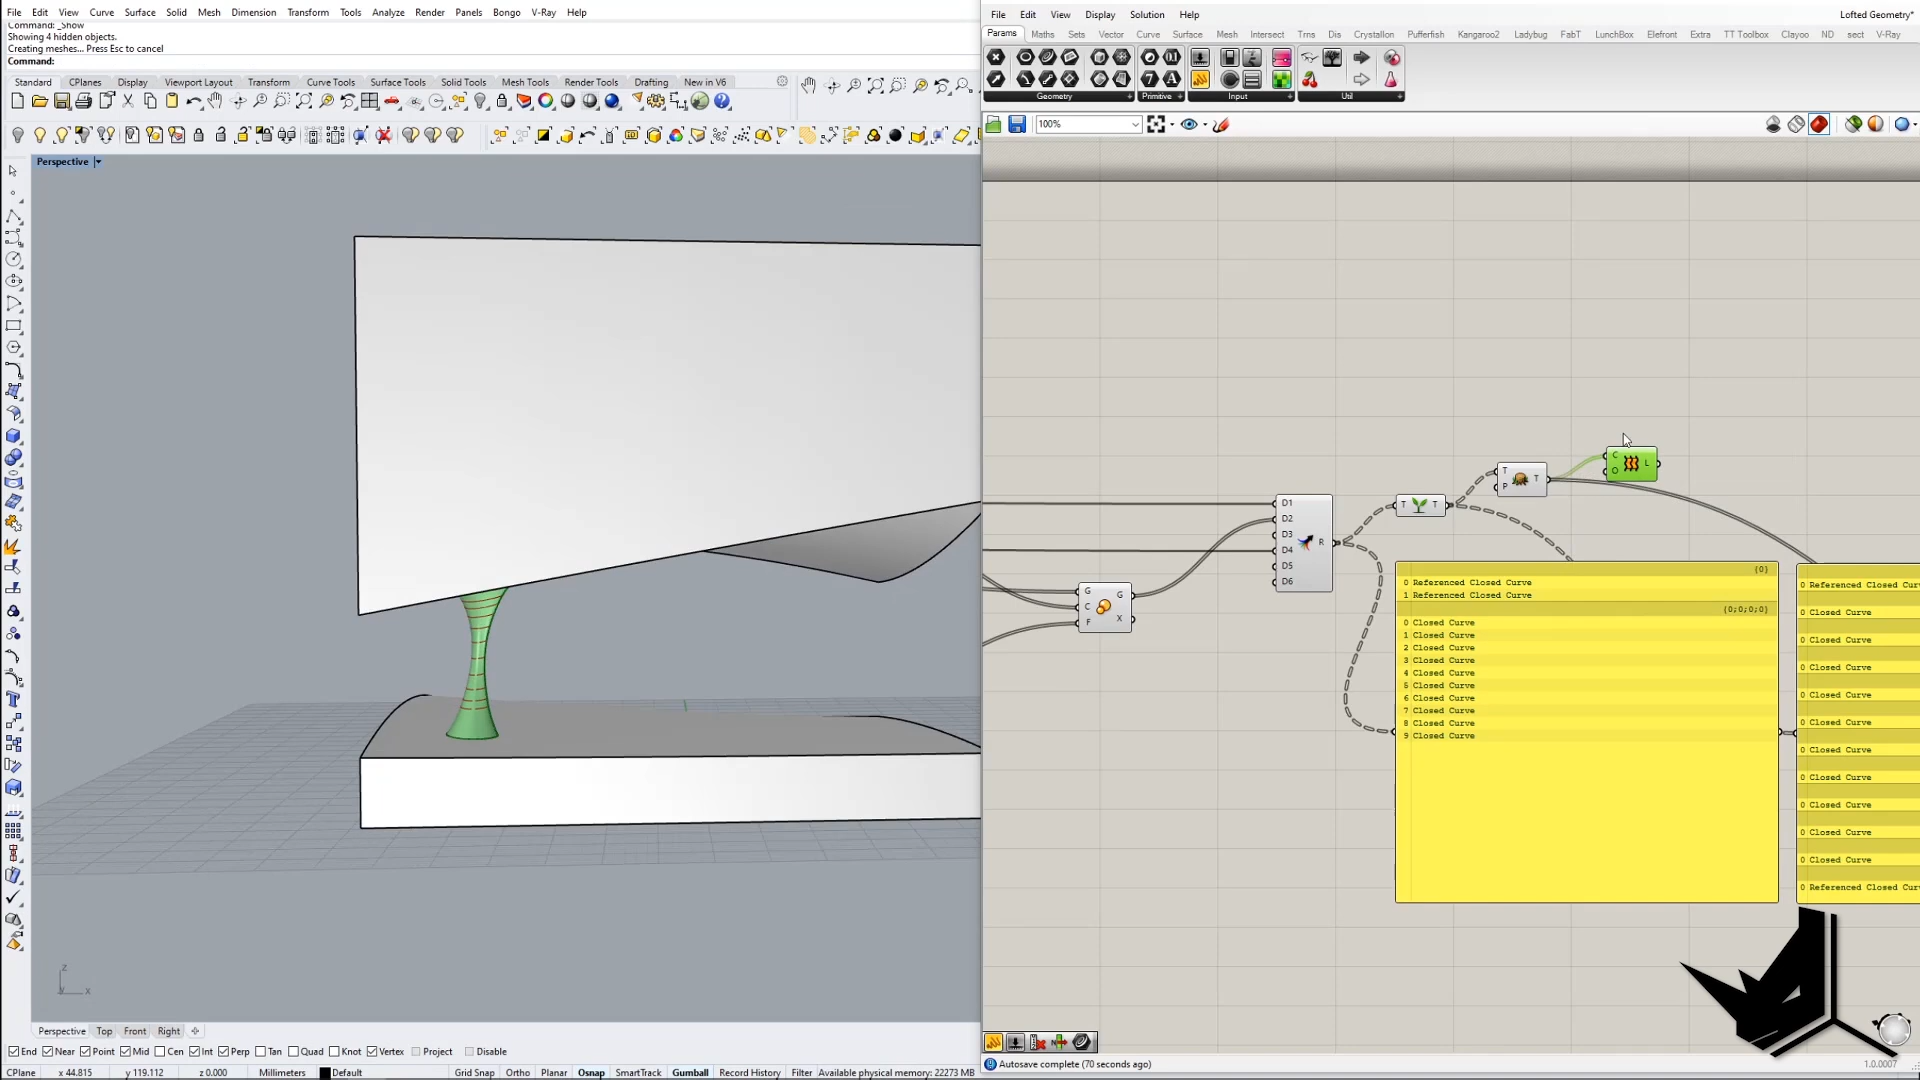 File Edit View Curve Surface Solid Mesh Dimension Transform Tools Analyze Render Panels Bongo V-Ray Help
Command: _Show
Showing 4 hidden objects.
Creating meshes... Press Esc to cancel
Command:
Standard CPlanes Display Viewport Layout Transform Curve Tools Surface Tools Solid Tools Mesh Tools Render Tools Drafting New in V6
Perspective
z
x
Perspective Top Front Right
End Near Point Mid Cen Int Perp Tan Quad Knot Vertex Project Disable
CPlane x 44.815 y 119.112 z 0.000 Millimeters Default Grid Snap Ortho Planar Osnap SmartTrack Gumball Record History Filter Available physical memory: 22273 MB
File Edit View Display Solution Help
Lofted Geometry*
Params Maths Sets Vector Curve Surface Mesh Intersect Trns Dis Crystallon Pufferfish Kangaroo2 Ladybug FabT LunchBox Elefront Extra TT Toolbox Clayoo ND sect V-Ray
Geometry Primitive Input Util
100%
C
O
L
T
P
T
T T
D1
D2
D3
D4
D5
D6
R
G
C
F
G
X
{0}
0 Referenced Closed Curve
1 Referenced Closed Curve
{0;0;0;0}
0 Closed Curve
1 Closed Curve
2 Closed Curve
3 Closed Curve
4 Closed Curve
5 Closed Curve
6 Closed Curve
7 Closed Curve
8 Closed Curve
9 Closed Curve
0 Referenced Closed Cur
0 Closed Curve
0 Closed Curve
0 Closed Curve
0 Closed Curve
0 Closed Curve
0 Closed Curve
0 Closed Curve
0 Closed Curve
0 Closed Curve
0 Closed Curve
0 Referenced Closed Cur
Autosave complete (70 seconds ago)
1.0.0007